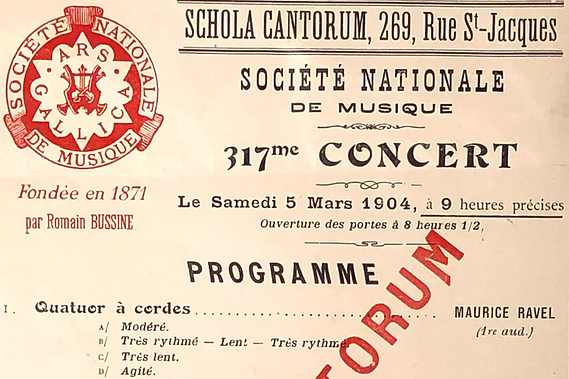 SCHOLA CANTORUM, 269, Rue St-Jacques
SOCIÉTÉ NATIONALE
DE MUSIQUE
ARS
GALLICA
SOCIÉTÉ NATIONALE
DE MUSIQUE
317me CONCERT
Fondée en 1871
par Romain BUSSINE
Le Samedi 5 Mars 1904, à 9 heures précises
Ouverture des portes à 8 heures 1/2,
PROGRAMME
I. Quatuor à cordes MAURICE RAVEL
A/ Modéré. (1re aud.)
B/ Très rythmé — Lent — Très rythmé.
C/ Très lent.
D/ Agité.
TORUM